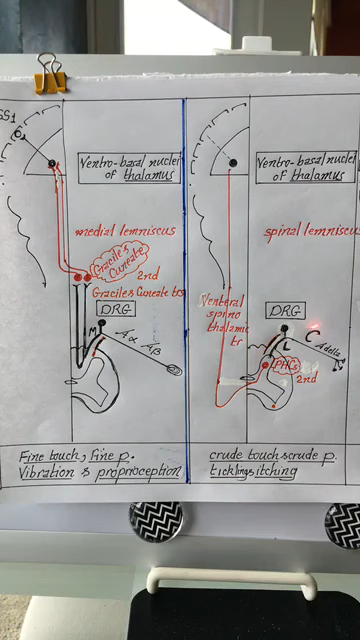 SS1
Ventro-basal nuclei
of thalamus
medial lemniscus
Gracile &
Cuneate
2nd
Gracile & Cuneate trs
DRG
M
Aα Aβ
Fine touch, fine p.
Vibration & proprioception
Ventro-basal nuclei
of thalamus
spinal lemniscus
Venteral
spino
thalamic
tr
DRG
C
A delta
L
PHCs
2nd
crude touch & crude p.
tickling & itching